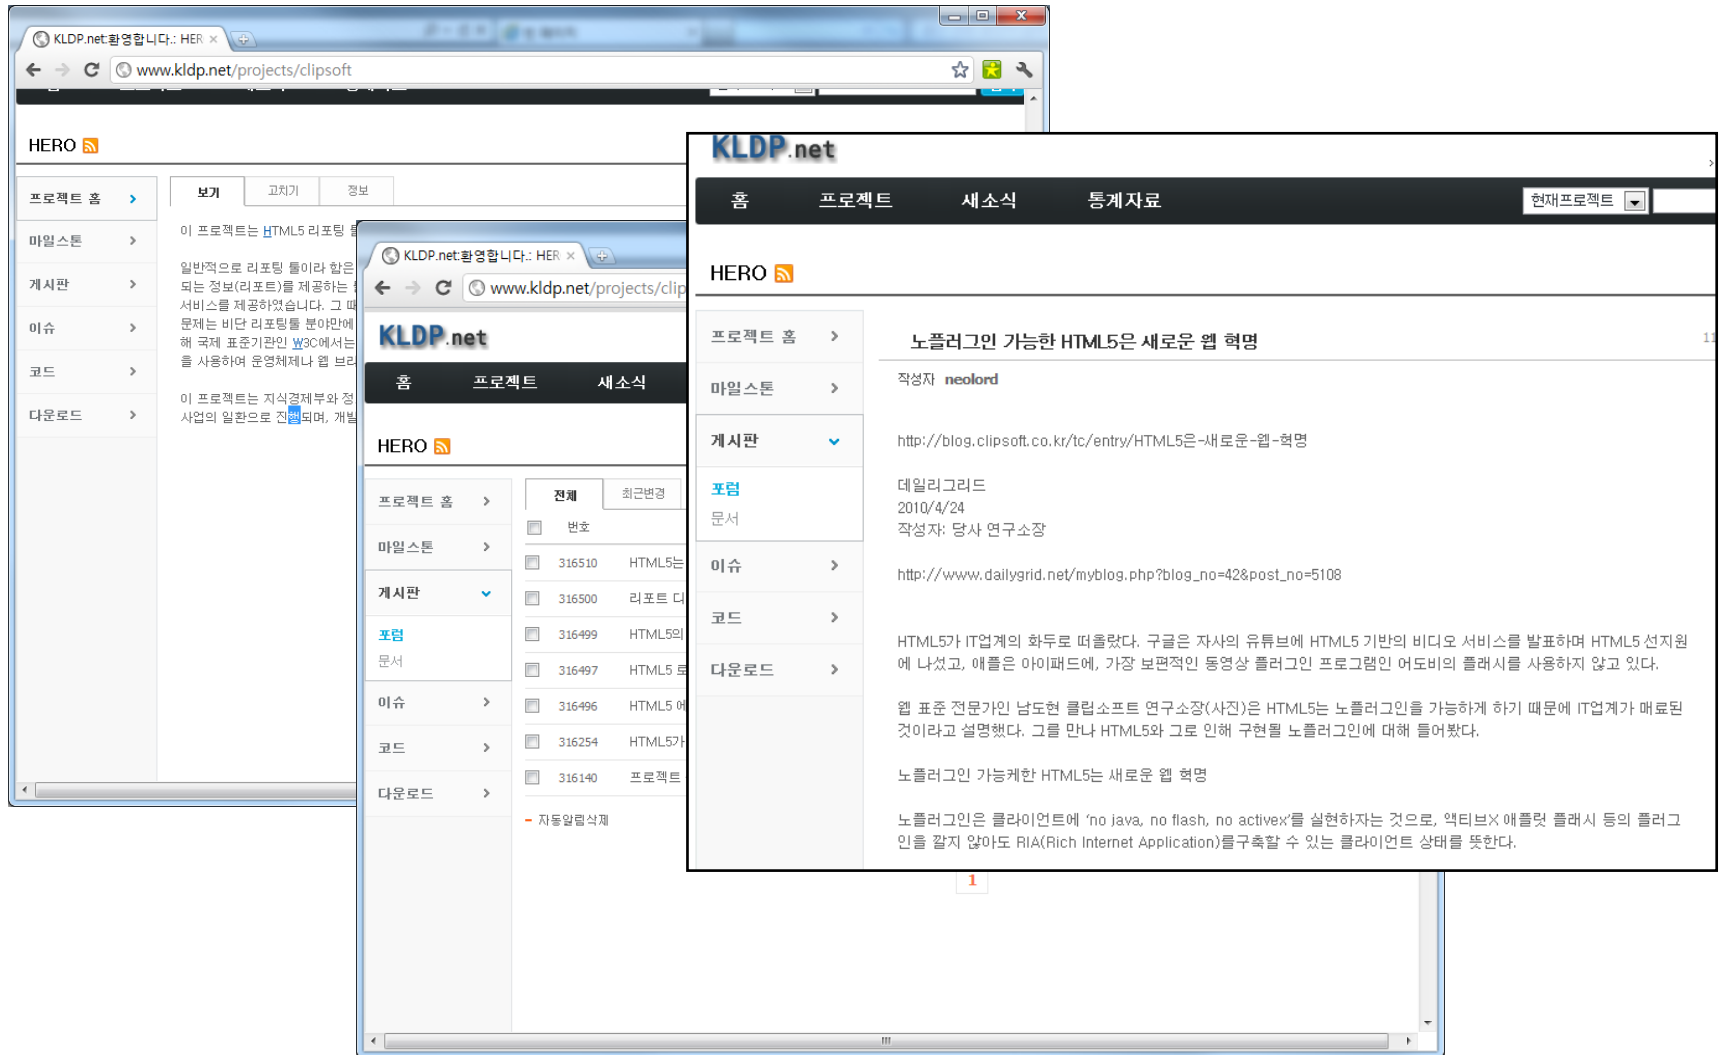 KLDP.net:환영합니다.: HER
www.kldp.net/projects/clipsoft
HERO
프로젝트 홈
마일스톤
게시판
이슈
코드
다운로드
보기 고치기 정보
이 프로젝트는 HTML5 리포팅
일반적으로 리포팅 툴이라 함은
되는 정보(리포트)를 제공하는
서비스를 제공하였습니다. 그
문제는 비단 리포팅툴 분야만에
해 국제 표준기관인 W3C에서는
을 사용하여 운영체제나 웹
이 프로젝트는 지식경제부와 정
사업의 일환으로 진행되며, 개발
KLDP.net:환영합니다.: HER
www.kldp.net/projects/clip
KLDP.net
홈 프로젝트 새소식
HERO
프로젝트 홈
마일스톤
게시판
포럼
문서
이슈
코드
다운로드
전체 최근변경
번호
316510 HTML5는
316500 리포트 디
316499 HTML5의
316497 HTML5 로
316496 HTML5 에
316254 HTML5가
316140 프로젝트
자동알림삭제
1
KLDP.net
홈 프로젝트 새소식 통계자료 현재프로젝트
HERO
프로젝트 홈
마일스톤
게시판
포럼
문서
이슈
코드
다운로드
노플러그인 가능한 HTML5은 새로운 웹 혁명 11
작성자 neolord
http://blog.clipsoft.co.kr/tc/entry/HTML5은-새로운-웹-혁명
데일리그리드
2010/4/24
작성자: 당사 연구소장
http://www.dailygrid.net/myblog.php?blog_no=42&post_no=5108
HTML5가 IT업계의 화두로 떠올랐다. 구글은 자사의 유튜브에 HTML5 기반의 비디오 서비스를 발표하며 HTML5 선지원
에 나섰고, 애플은 아이패드에, 가장 보편적인 동영상 플러그인 프로그램인 어도비의 플래시를 사용하지 않고 있다.
웹 표준 전문가인 남도현 클립소프트 연구소장(사진)은 HTML5는 노플러그인을 가능하게 하기 때문에 IT업계가 매료된
것이라고 설명했다. 그를 만나 HTML5와 그로 인해 구현될 노플러그인에 대해 들어봤다.
노플러그인 가능케한 HTML5는 새로운 웹 혁명
노플러그인은 클라이언트에 ‘no java, no flash, no activex’를 실현하자는 것으로, 액티브X 애플릿 플래시 등의 플러그
인을 깔지 않아도 RIA(Rich Internet Application)를구축할 수 있는 클라이언트 상태를 뜻한다.